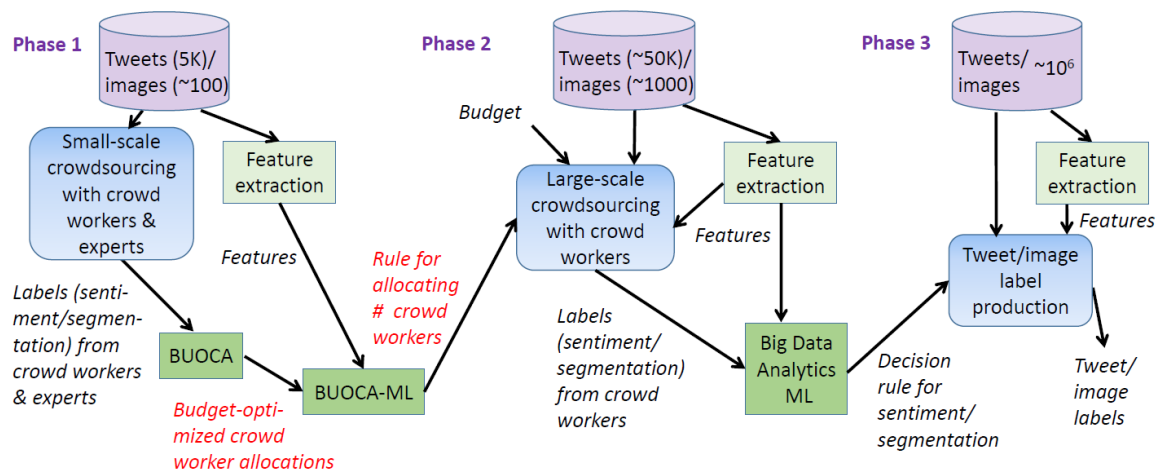 Phase 1
Tweets (5K)/
images (~100)
Small-scale
crowdsourcing
with crowd
workers &
experts
Feature
extraction
Features
Labels (senti-
ment/segmen-
tation) from
crowd workers
& experts
BUOCA
BUOCA-ML
Budget-opti-
mized crowd
worker allocations
Rule for
allocating
# crowd
workers
Phase 2
Tweets (~50K)/
images (~1000)
Budget
Large-scale
crowdsourcing
with crowd
workers
Feature
extraction
Features
Labels
(sentiment/
segmentation)
from crowd
workers
Big Data
Analytics
ML
Decision
rule for
sentiment/
segmentation
Phase 3
Tweets/
images
~10⁶
Feature
extraction
Features
Tweet/image
label
production
Tweet/
image
labels